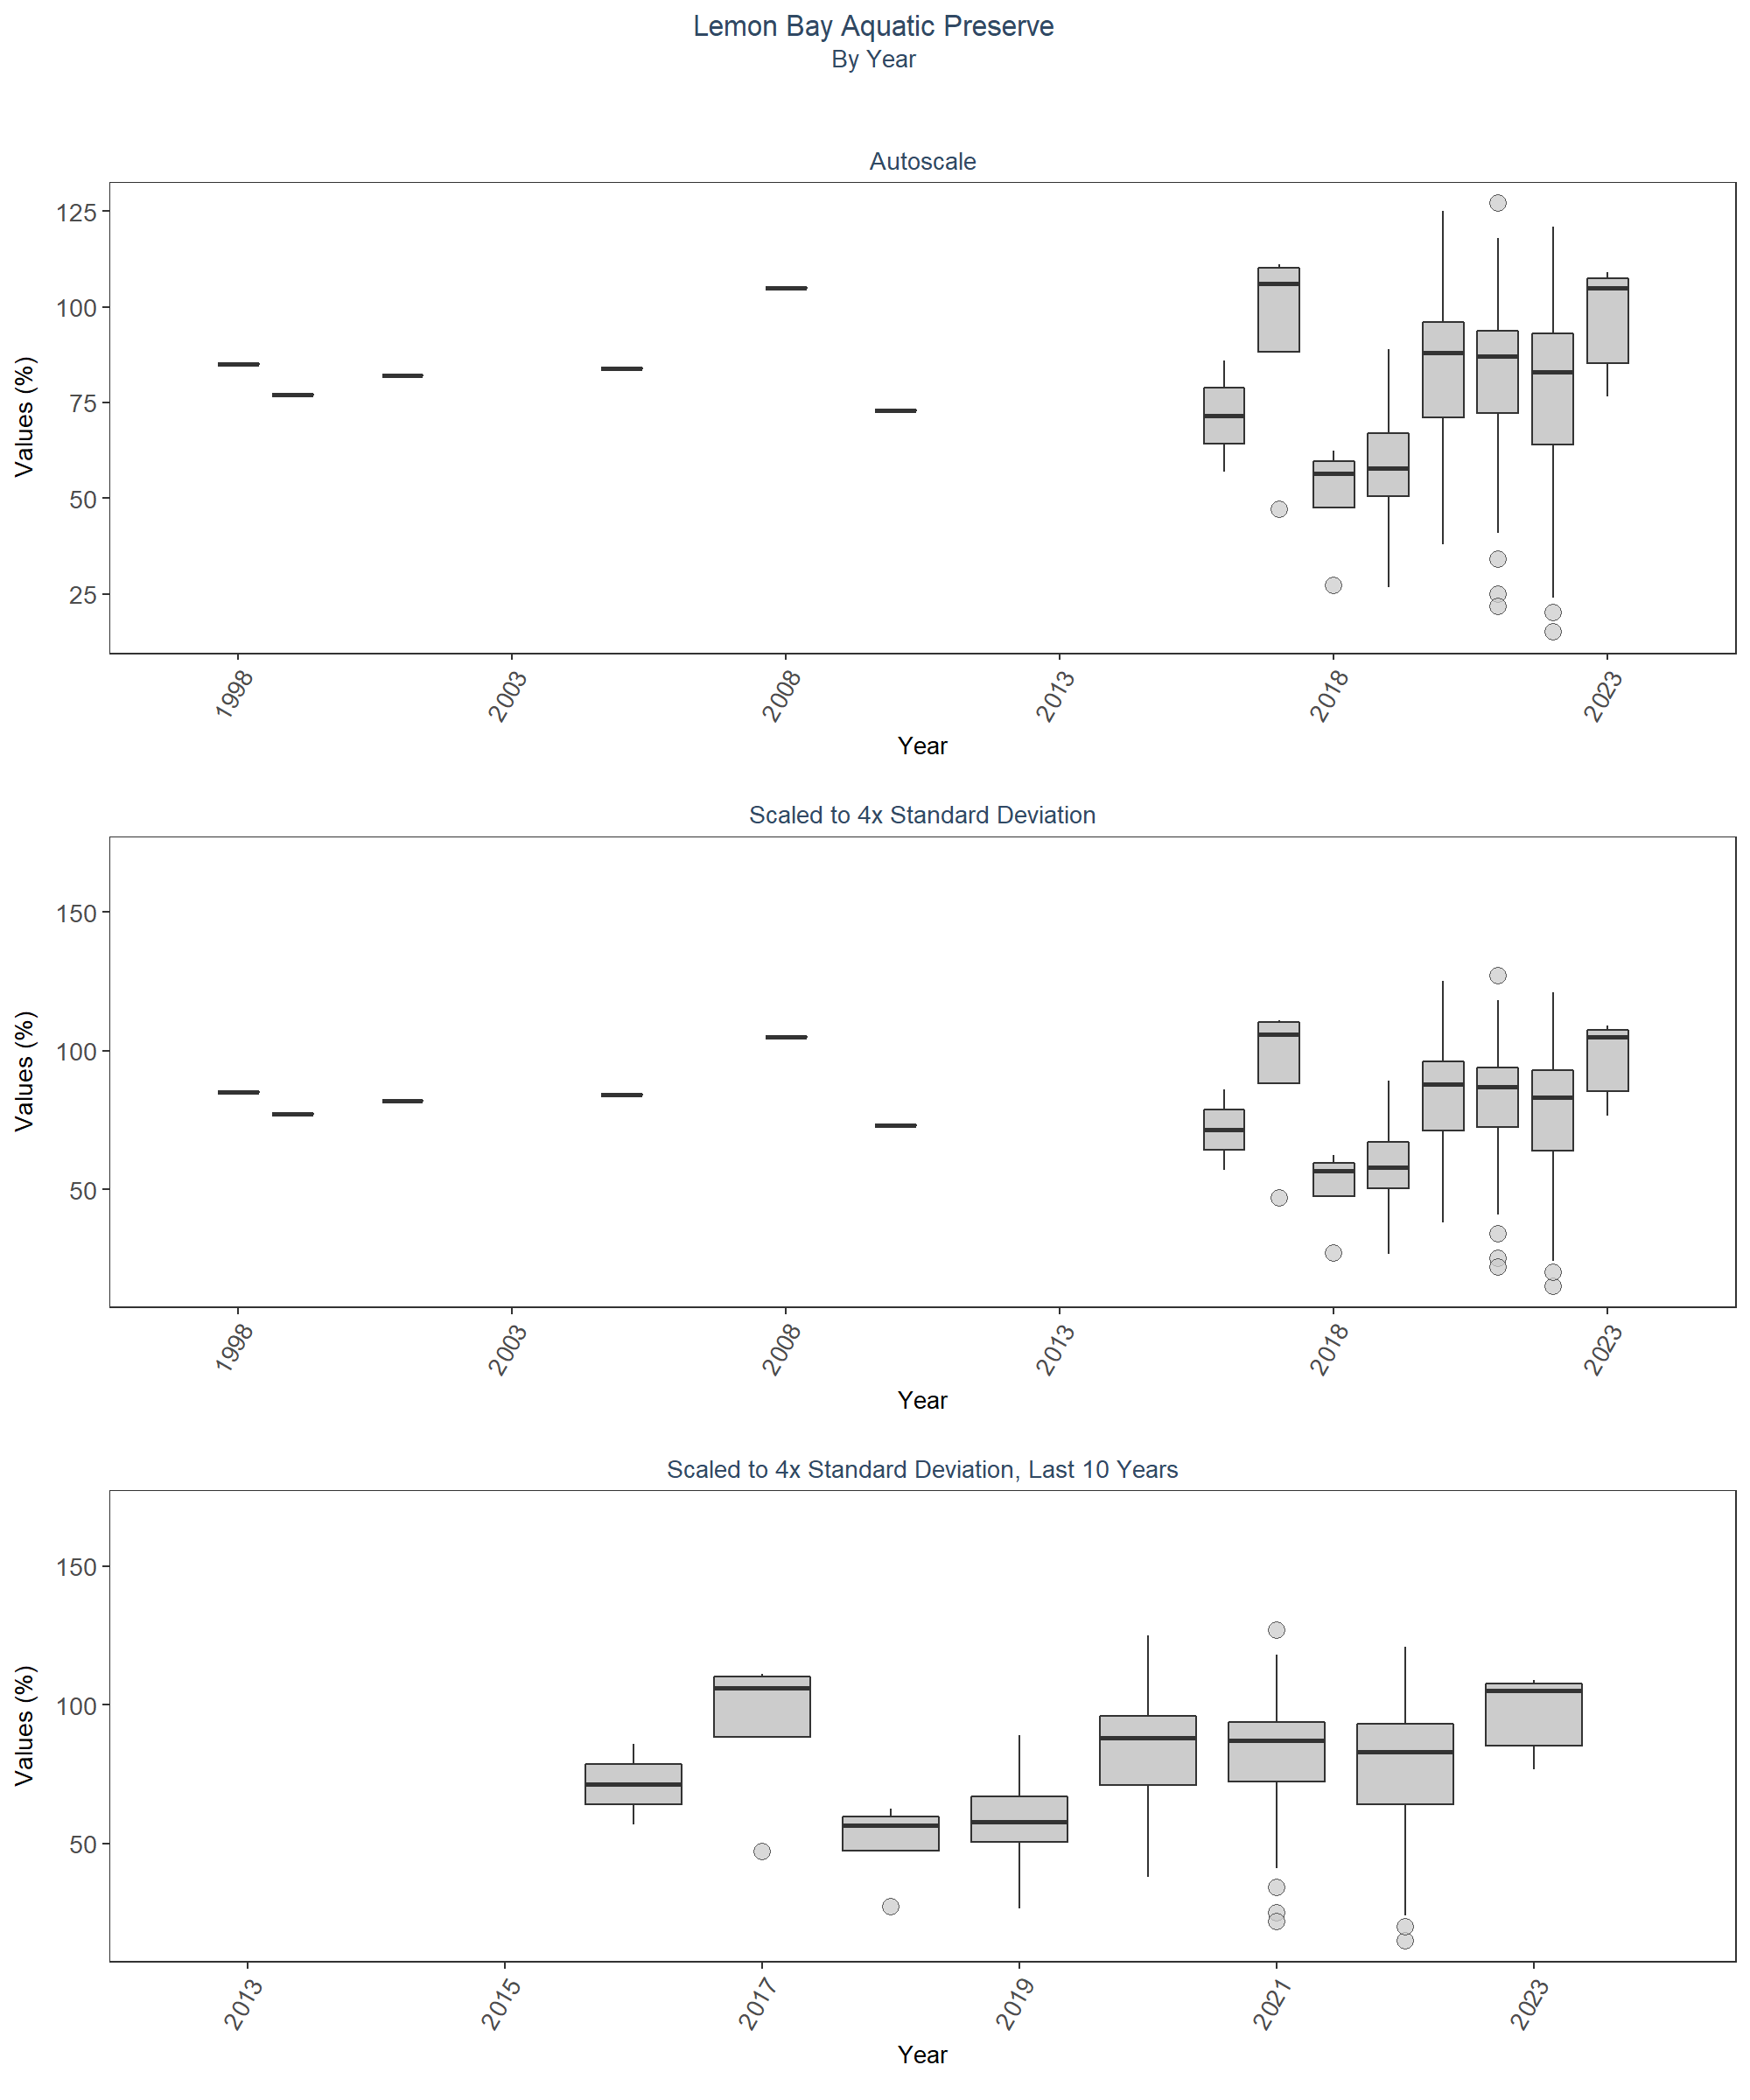 Lemon Bay Aquatic Preserve
By Year
Autoscale
Values (%)
125
100
75
50
25
1998 2003 2008 2013 2018 2023
Year
Scaled to 4x Standard Deviation
Values (%)
150
100
50
1998 2003 2008 2013 2018 2023
Year
Scaled to 4x Standard Deviation, Last 10 Years
Values (%)
150
100
50
2013 2015 2017 2019 2021 2023
Year